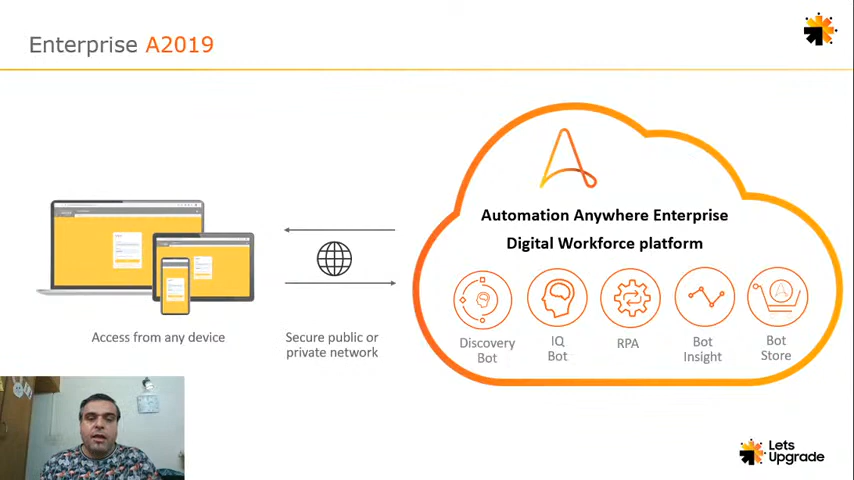 Enterprise A2019
Automation Anywhere Enterprise
Digital Workforce platform
Discovery
Bot
IQ
Bot
RPA
Bot
Insight
Bot
Store
Access from any device
Secure public or
private network
Lets
Upgrade